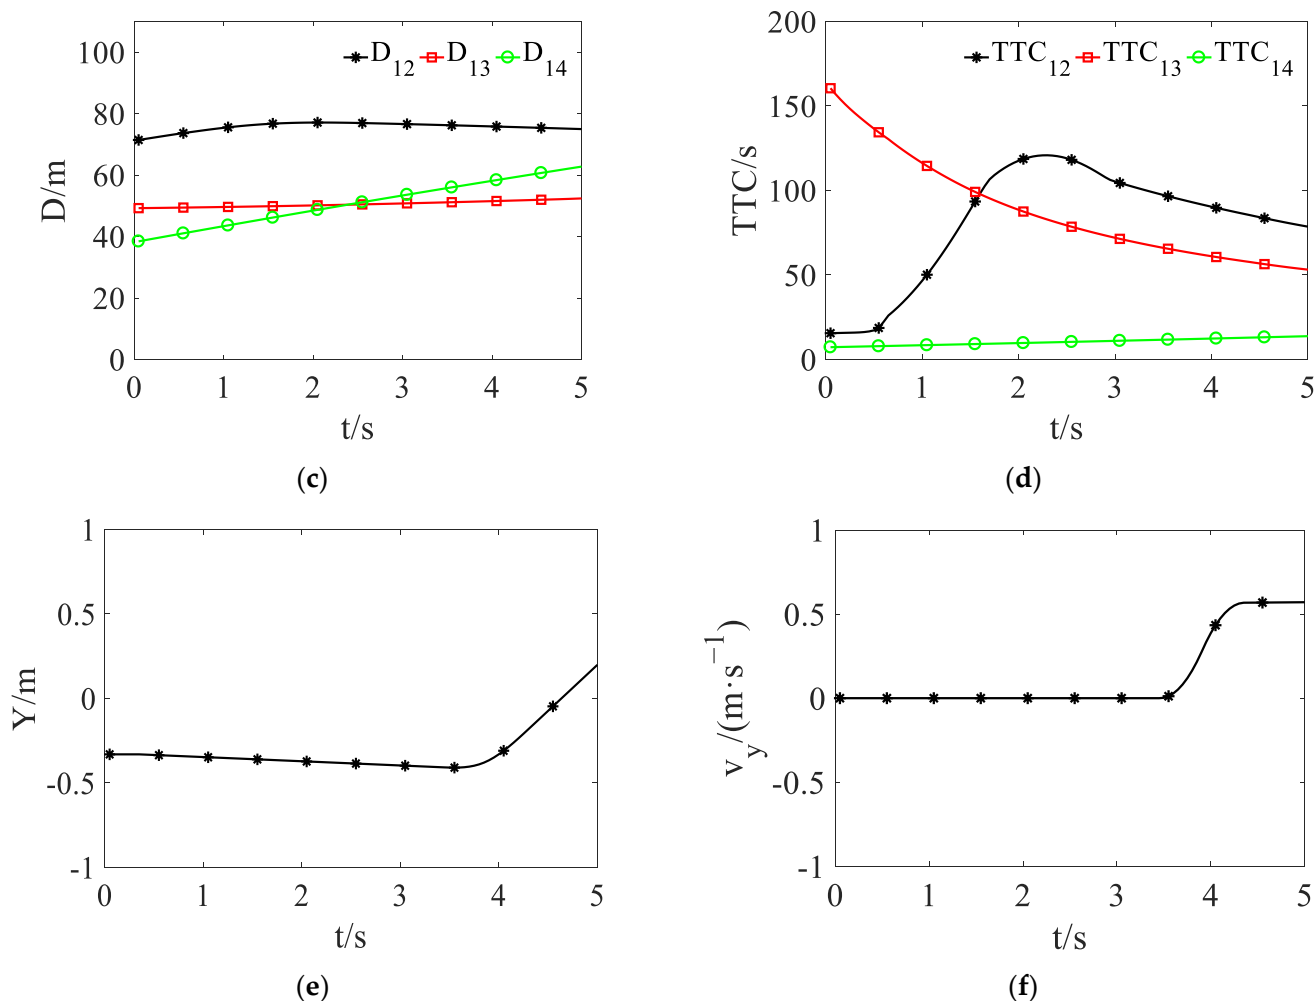 100
80
60
40
20
0
D/m
D12 D13 D14
0 1 2 3 4 5
t/s
(c)
200
150
100
50
0
TTC/s
TTC12 TTC13 TTC14
0 1 2 3 4 5
t/s
(d)
1
0.5
0
-0.5
-1
Y/m
0 1 2 3 4 5
t/s
(e)
1
0.5
0
-0.5
-1
vy/(m·s−1)
0 1 2 3 4 5
t/s
(f)